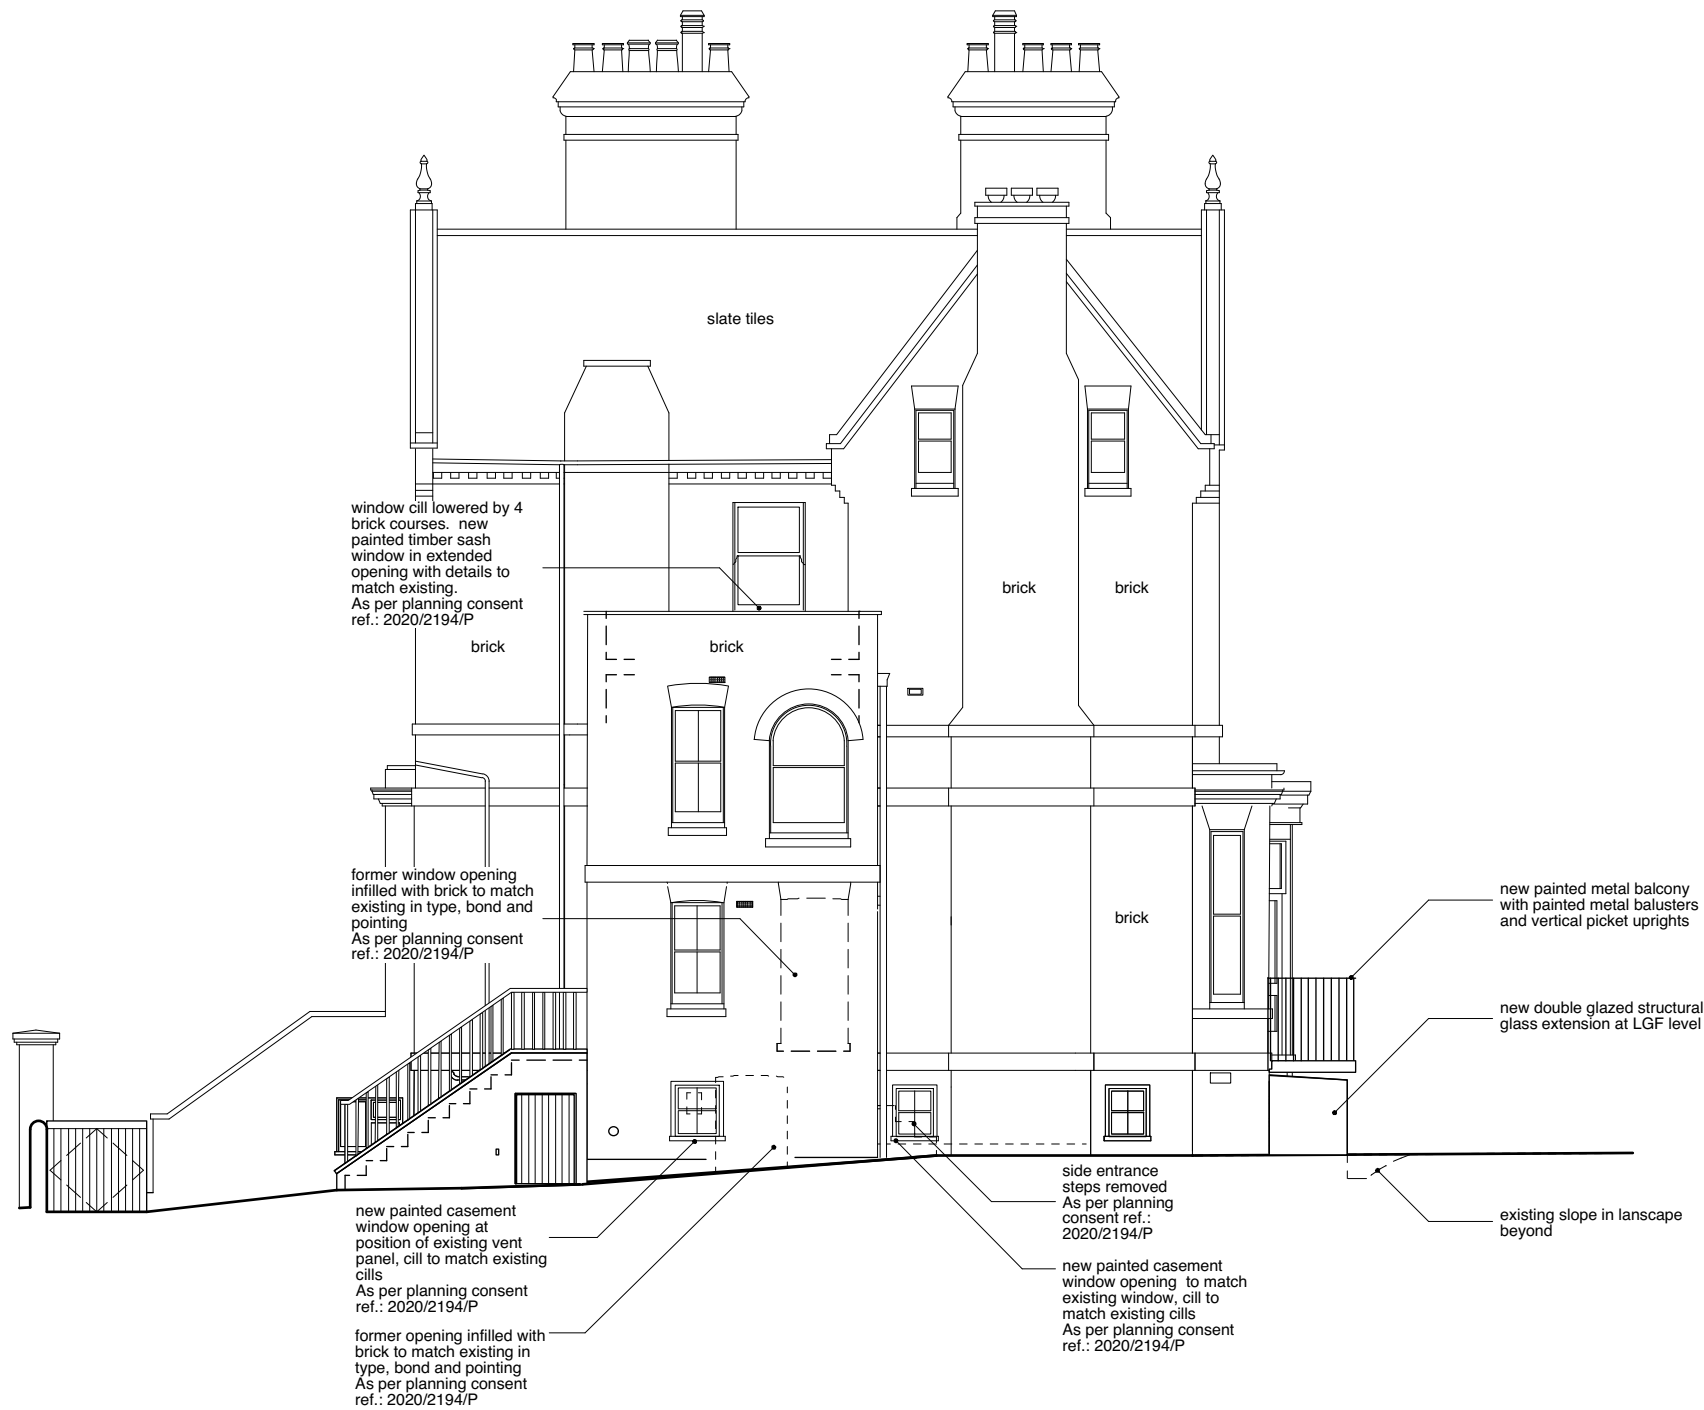 slate tiles
window cill lowered by 4
brick courses.  new
painted timber sash
window in extended
opening with details to
match existing.
As per planning consent
ref.: 2020/2194/P
brick
brick
brick
brick
former window opening
infilled with brick to match
existing in type, bond and
pointing
As per planning consent
ref.: 2020/2194/P
brick
new painted metal balcony
with painted metal balusters
and vertical picket uprights
new double glazed structural
glass extension at LGF level
side entrance
steps removed
As per planning
consent ref.:
2020/2194/P
existing slope in lanscape
beyond
new painted casement
window opening at
position of existing vent
panel, cill to match existing
cills
As per planning consent
ref.: 2020/2194/P
new painted casement
window opening  to match
existing window, cill to
match existing cills
As per planning consent
ref.: 2020/2194/P
former opening infilled with
brick to match existing in
type, bond and pointing
As per planning consent
ref.: 2020/2194/P